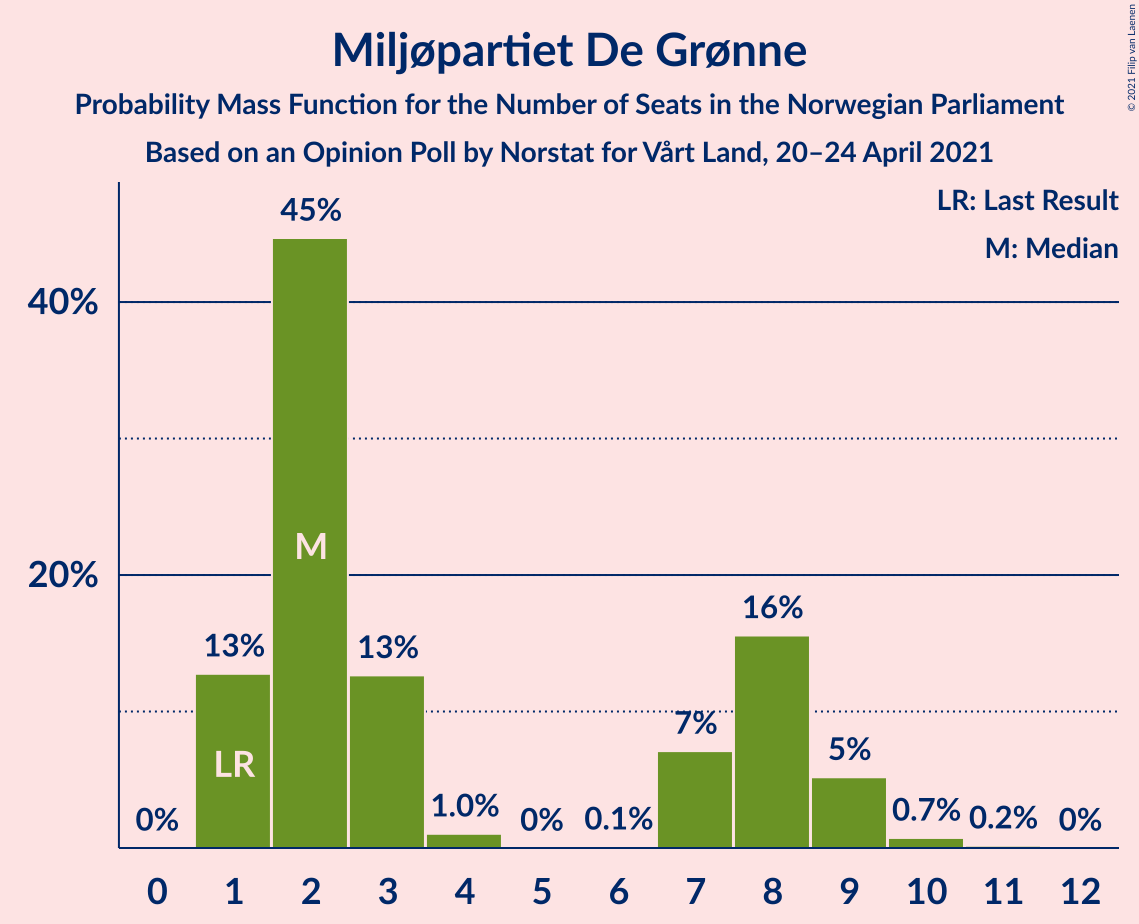 Miljøpartiet De Grønne
Probability Mass Function for the Number of Seats in the Norwegian Parliament
Based on an Opinion Poll by Norstat for Vårt Land, 20–24 April 2021
© 2021 Filip van Laenen
LR: Last Result
M: Median
40%
20%
0%
13%
45%
13%
1.0%
0%
0.1%
7%
16%
5%
0.7%
0.2%
0%
LR
M
0 1 2 3 4 5 6 7 8 9 10 11 12